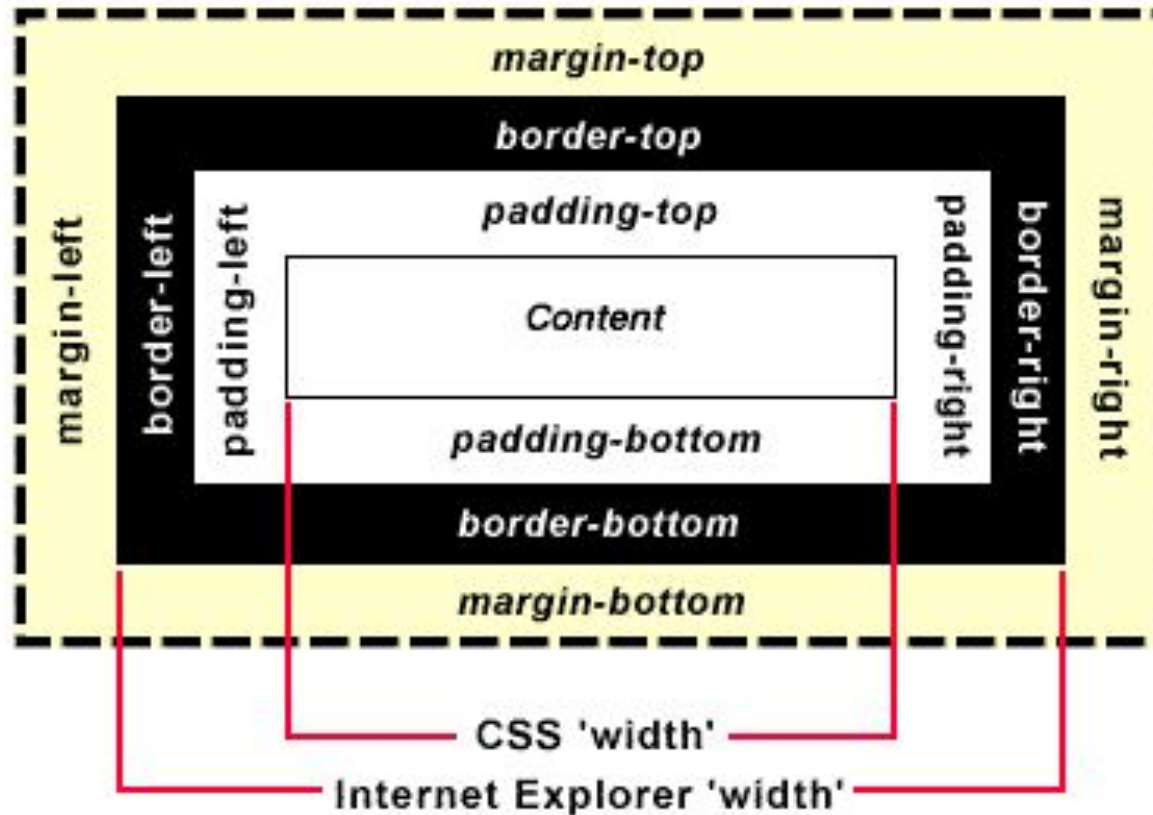 margin-top
border-top
padding-top
margin-left
border-left
padding-left
Content
padding-right
border-right
margin-right
padding-bottom
border-bottom
margin-bottom
CSS 'width'
Internet Explorer 'width'